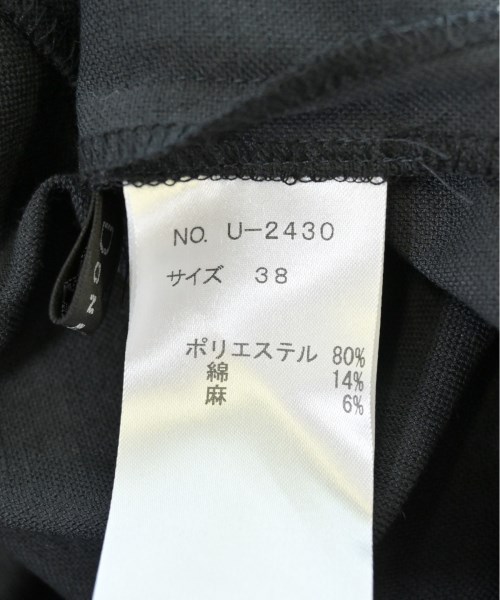 NO. U-2430
サイズ 38
ポリエステル 80%
綿 14%
麻 6%